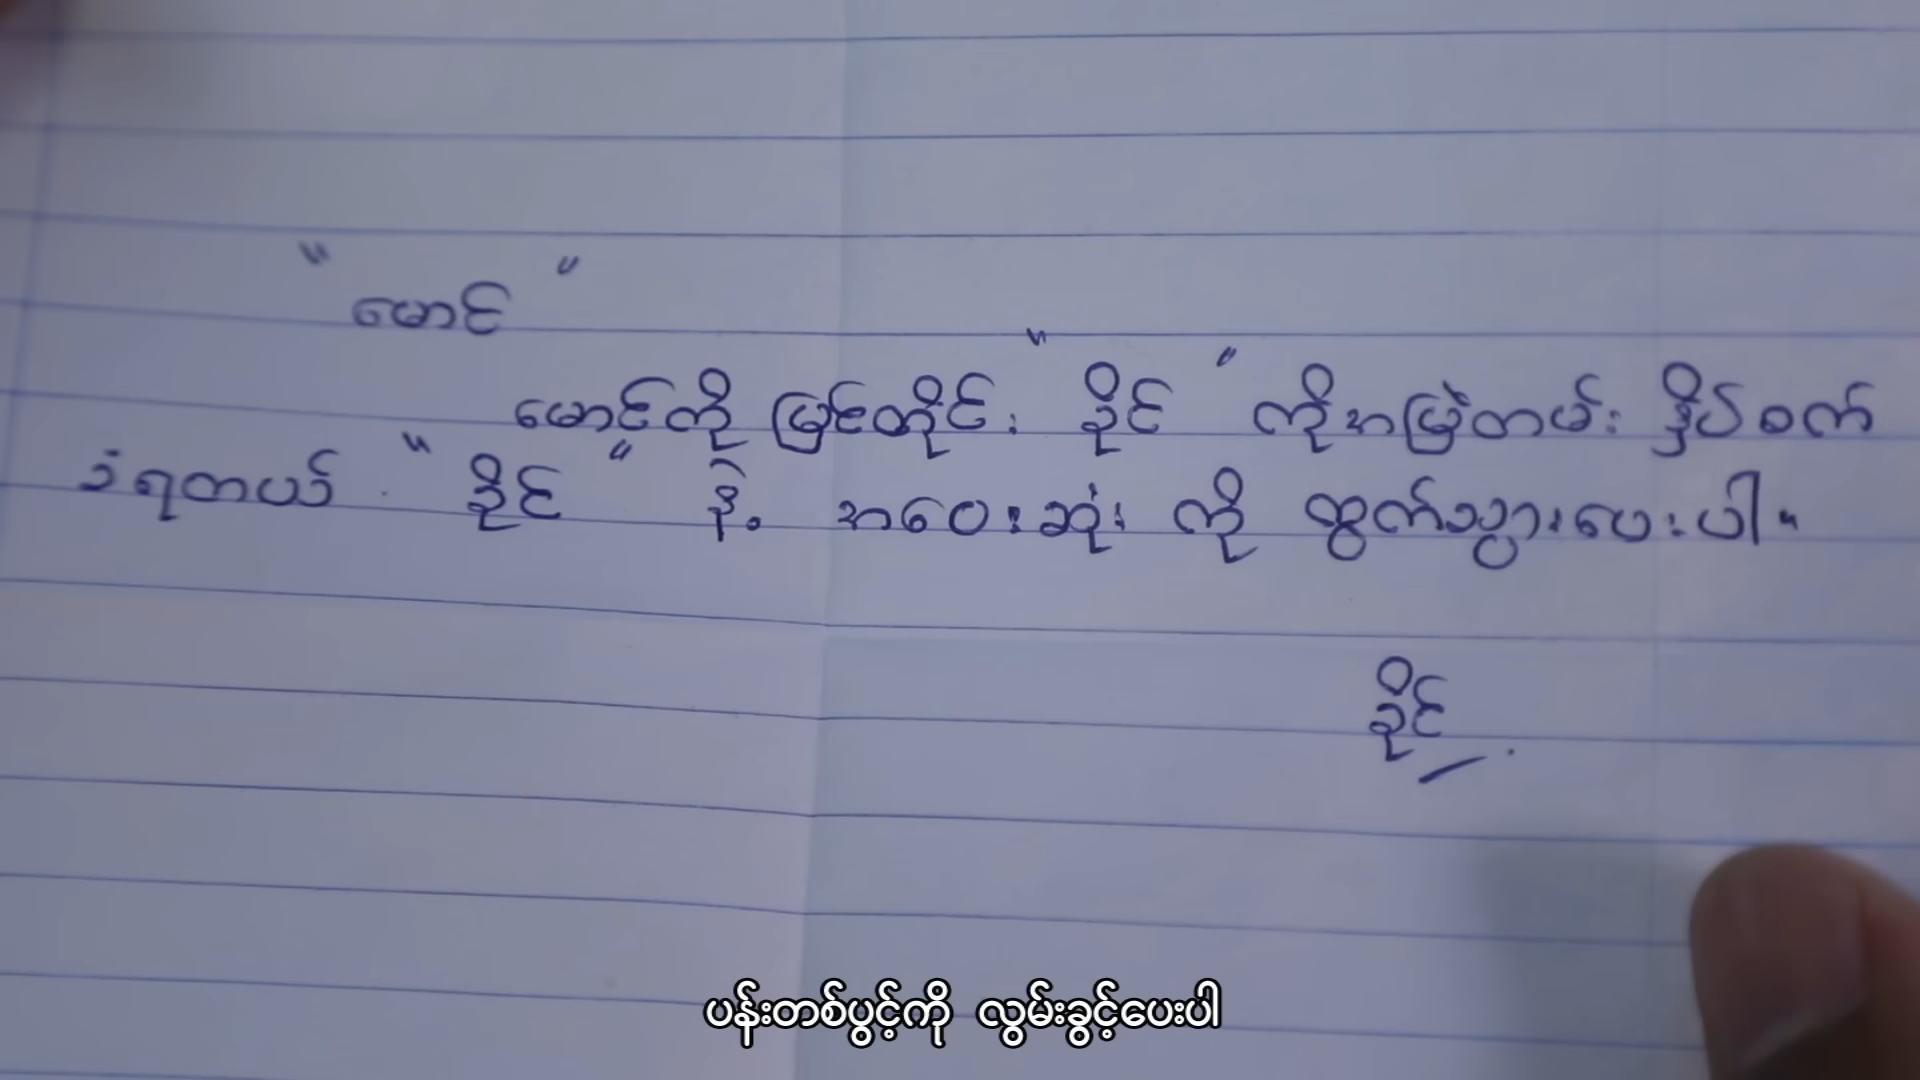 "မောင်"
မောင်ကို မြင်တိုင်း "ခိုင်" ကိုအမြဲတမ်း နှိပ်စက်
ခံရတယ်. "ခိုင်" နဲ့ အဝေးဆုံး ကို ထွက်သွားပေးပါ။
ခိုင်
ပန်းတစ်ပွင့်ကို လွမ်းခွင့်ပေးပါ